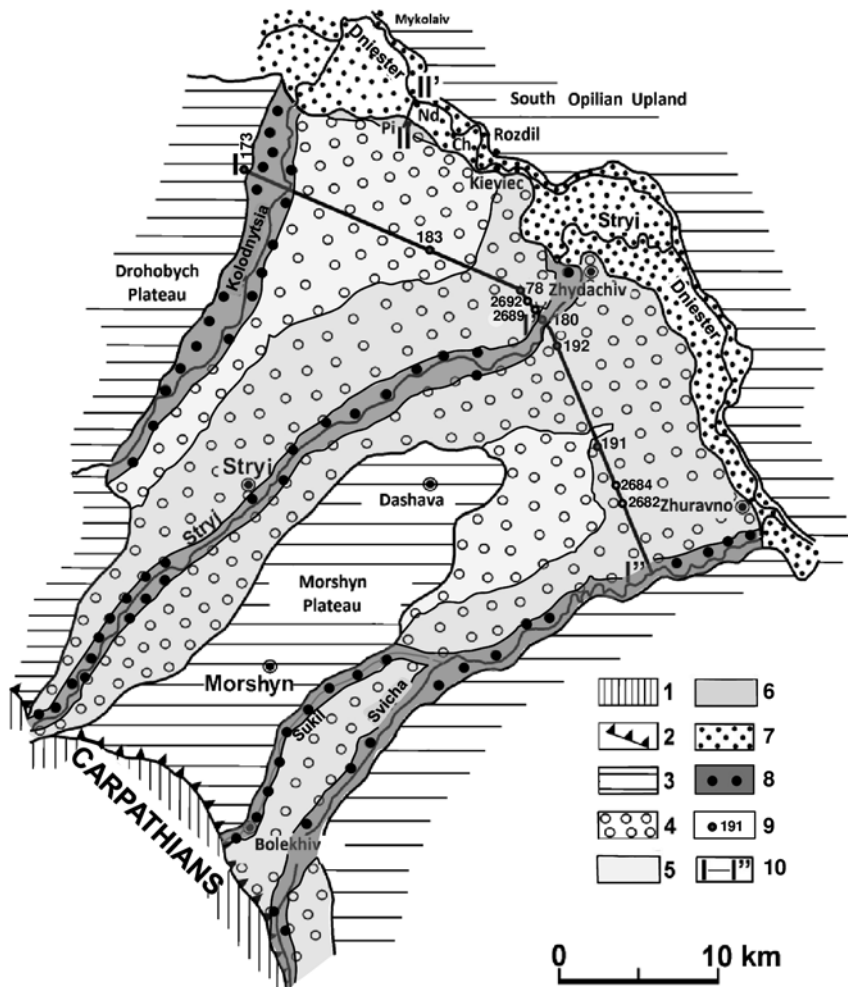 Mykolaiv
Dniester
II'
South Opilian Upland
Nd
Pi
II
Ch
Rozdil
173
I
Kieviec
Kolodnytsia
183
Stryi
Drohobych
Plateau
78
Zhydachiv
2692
2689
I'
180
Dniester
192
191
Stryi
Dashava
2684
2682
Zhuravno
Stryj
I”
Morshyn
Plateau
Morshyn
Sukil
Svicha
CARPATHIANS
Bolekhiv
1
6
2
7
3
8
4
191
9
5
I—I”
10
0
10 km